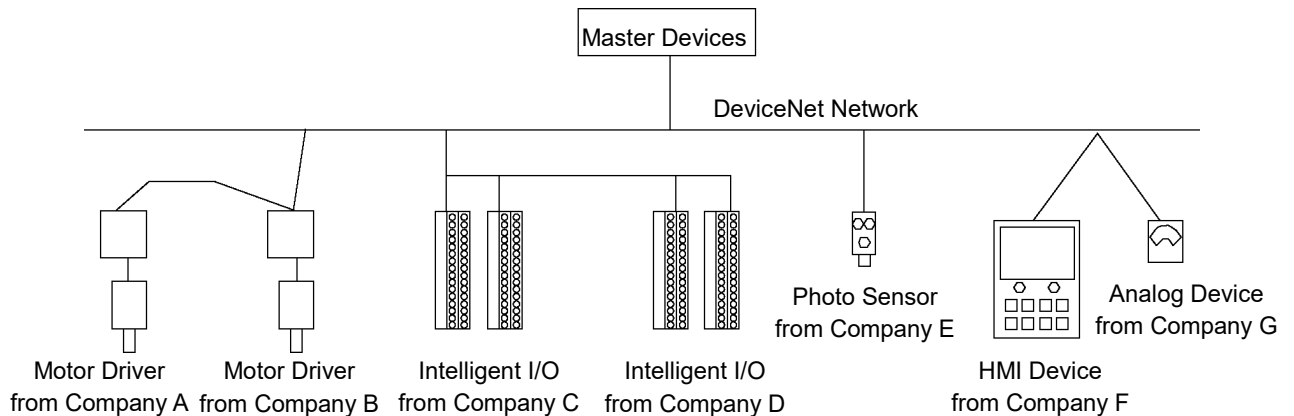 Master Devices
DeviceNet Network
Photo Sensor
from Company E
Analog Device
from Company G
Motor Driver
from Company A
Motor Driver
from Company B
Intelligent I/O
from Company C
Intelligent I/O
from Company D
HMI Device
from Company F